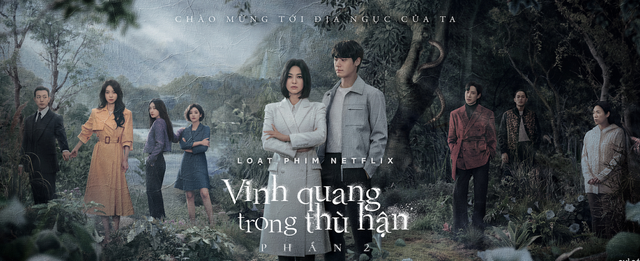 CHÀO MỪNG TỚI ĐỊA NGỤC CỦA TA
LOẠT PHIM NETFLIX
Vinh quang
trong thù hận
PHẦN 2